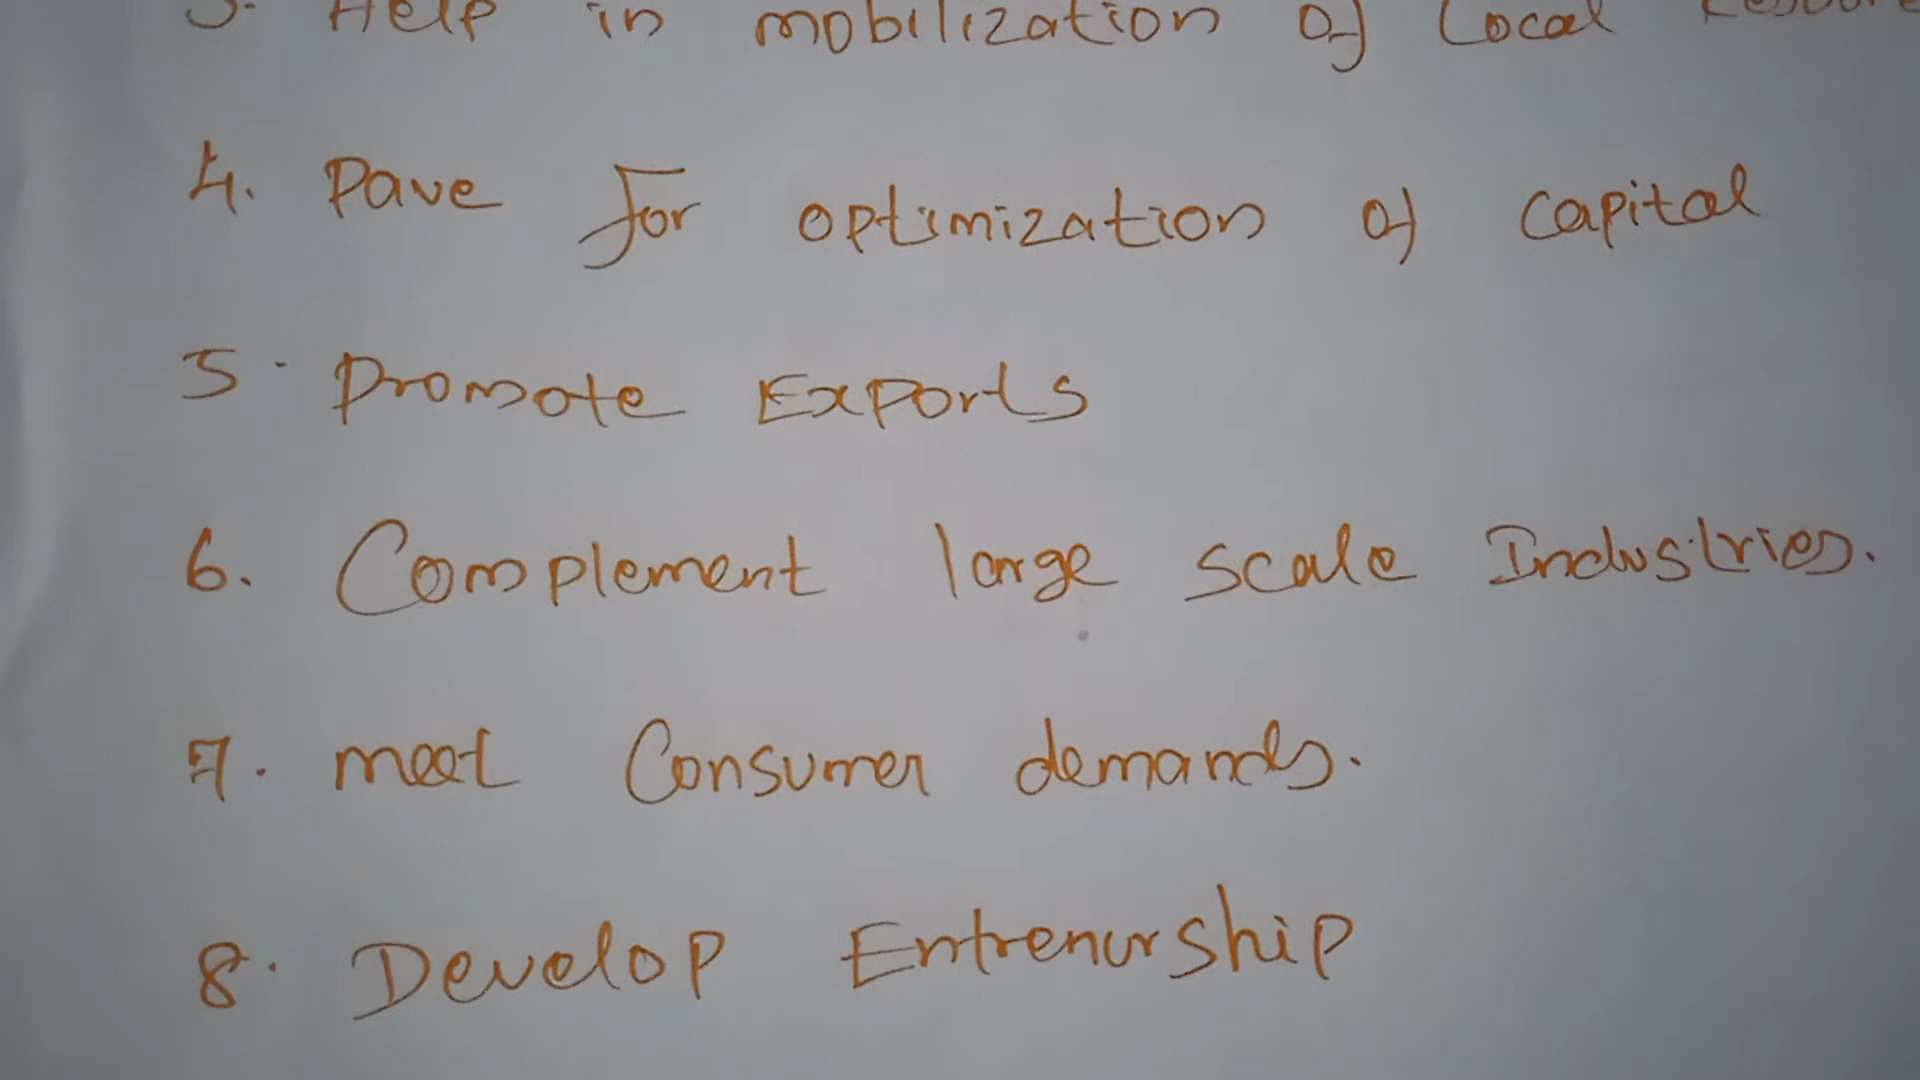 3. Help in mobilization of Local
4. Pave for optimization of capital
5. Promote Exports
6. Complement large scale Industries.
7. meet Consumer demands.
8. Develop Entrenurship